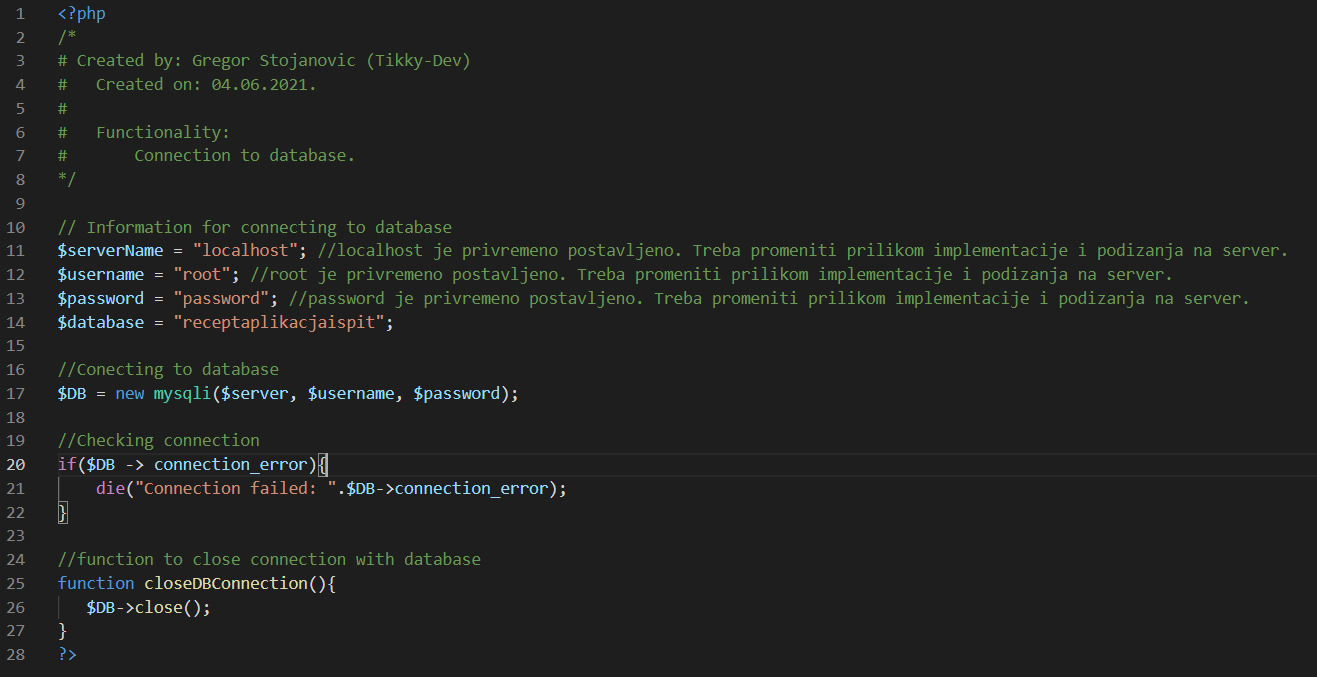 1 <?php
2 /*
3 # Created by: Gregor Stojanovic (Tikky-Dev)
4 #   Created on: 04.06.2021.
5 #
6 #   Functionality:
7 #       Connection to database.
8 */
9
10 // Information for connecting to database
11 $serverName = "localhost"; //localhost je privremeno postavljeno. Treba promeniti prilikom implementacije i podizanja na server.
12 $username = "root"; //root je privremeno postavljeno. Treba promeniti prilikom implementacije i podizanja na server.
13 $password = "password"; //password je privremeno postavljeno. Treba promeniti prilikom implementacije i podizanja na server.
14 $database = "receptaplikacjaispit";
15
16 //Conecting to database
17 $DB = new mysqli($server, $username, $password);
18
19 //Checking connection
20 if($DB -> connection_error){
21     die("Connection failed: ".$DB->connection_error);
22 }
23
24 //function to close connection with database
25 function closeDBConnection(){
26    $DB->close();
27 }
28 ?>